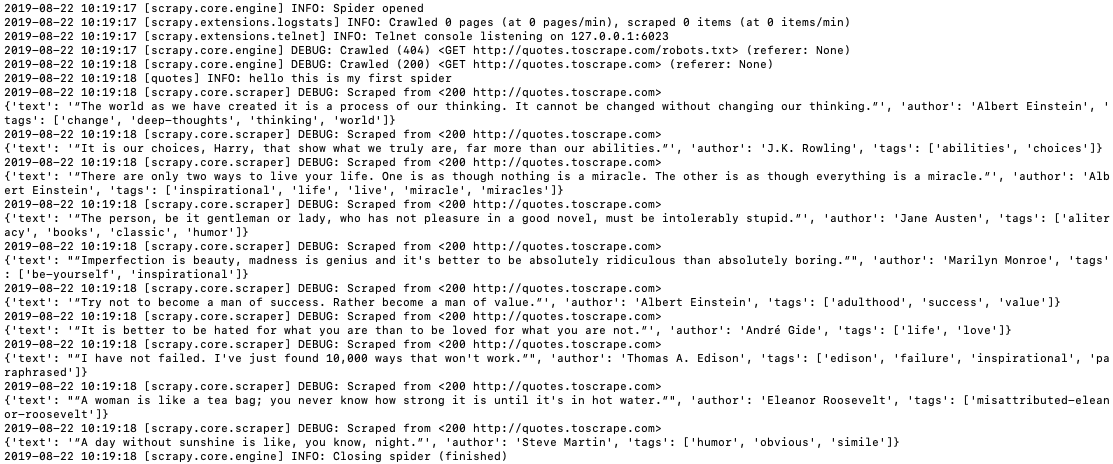 2019-08-22 10:19:17 [scrapy.core.engine] INFO: Spider opened
2019-08-22 10:19:17 [scrapy.extensions.logstats] INFO: Crawled 0 pages (at 0 pages/min), scraped 0 items (at 0 items/min)
2019-08-22 10:19:17 [scrapy.extensions.telnet] INFO: Telnet console listening on 127.0.0.1:6023
2019-08-22 10:19:17 [scrapy.core.engine] DEBUG: Crawled (404) <GET http://quotes.toscrape.com/robots.txt> (referer: None)
2019-08-22 10:19:18 [scrapy.core.engine] DEBUG: Crawled (200) <GET http://quotes.toscrape.com> (referer: None)
2019-08-22 10:19:18 [quotes] INFO: hello this is my first spider
2019-08-22 10:19:18 [scrapy.core.scraper] DEBUG: Scraped from <200 http://quotes.toscrape.com>
{'text': '“The world as we have created it is a process of our thinking. It cannot be changed without changing our thinking.”', 'author': 'Albert Einstein', '
tags': ['change', 'deep-thoughts', 'thinking', 'world']}
2019-08-22 10:19:18 [scrapy.core.scraper] DEBUG: Scraped from <200 http://quotes.toscrape.com>
{'text': '“It is our choices, Harry, that show what we truly are, far more than our abilities.”', 'author': 'J.K. Rowling', 'tags': ['abilities', 'choices']}
2019-08-22 10:19:18 [scrapy.core.scraper] DEBUG: Scraped from <200 http://quotes.toscrape.com>
{'text': '“There are only two ways to live your life. One is as though nothing is a miracle. The other is as though everything is a miracle.”', 'author': 'Alb
ert Einstein', 'tags': ['inspirational', 'life', 'live', 'miracle', 'miracles']}
2019-08-22 10:19:18 [scrapy.core.scraper] DEBUG: Scraped from <200 http://quotes.toscrape.com>
{'text': '“The person, be it gentleman or lady, who has not pleasure in a good novel, must be intolerably stupid.”', 'author': 'Jane Austen', 'tags': ['aliter
acy', 'books', 'classic', 'humor']}
2019-08-22 10:19:18 [scrapy.core.scraper] DEBUG: Scraped from <200 http://quotes.toscrape.com>
{'text': "“Imperfection is beauty, madness is genius and it's better to be absolutely ridiculous than absolutely boring.”", 'author': 'Marilyn Monroe', 'tags'
: ['be-yourself', 'inspirational']}
2019-08-22 10:19:18 [scrapy.core.scraper] DEBUG: Scraped from <200 http://quotes.toscrape.com>
{'text': '“Try not to become a man of success. Rather become a man of value.”', 'author': 'Albert Einstein', 'tags': ['adulthood', 'success', 'value']}
2019-08-22 10:19:18 [scrapy.core.scraper] DEBUG: Scraped from <200 http://quotes.toscrape.com>
{'text': '“It is better to be hated for what you are than to be loved for what you are not.”', 'author': 'André Gide', 'tags': ['life', 'love']}
2019-08-22 10:19:18 [scrapy.core.scraper] DEBUG: Scraped from <200 http://quotes.toscrape.com>
{'text': "“I have not failed. I've just found 10,000 ways that won't work.”", 'author': 'Thomas A. Edison', 'tags': ['edison', 'failure', 'inspirational', 'pa
raphrased']}
2019-08-22 10:19:18 [scrapy.core.scraper] DEBUG: Scraped from <200 http://quotes.toscrape.com>
{'text': "“A woman is like a tea bag; you never know how strong it is until it's in hot water.”", 'author': 'Eleanor Roosevelt', 'tags': ['misattributed-elean
or-roosevelt']}
2019-08-22 10:19:18 [scrapy.core.scraper] DEBUG: Scraped from <200 http://quotes.toscrape.com>
{'text': '“A day without sunshine is like, you know, night.”', 'author': 'Steve Martin', 'tags': ['humor', 'obvious', 'simile']}
2019-08-22 10:19:18 [scrapy.core.engine] INFO: Closing spider (finished)